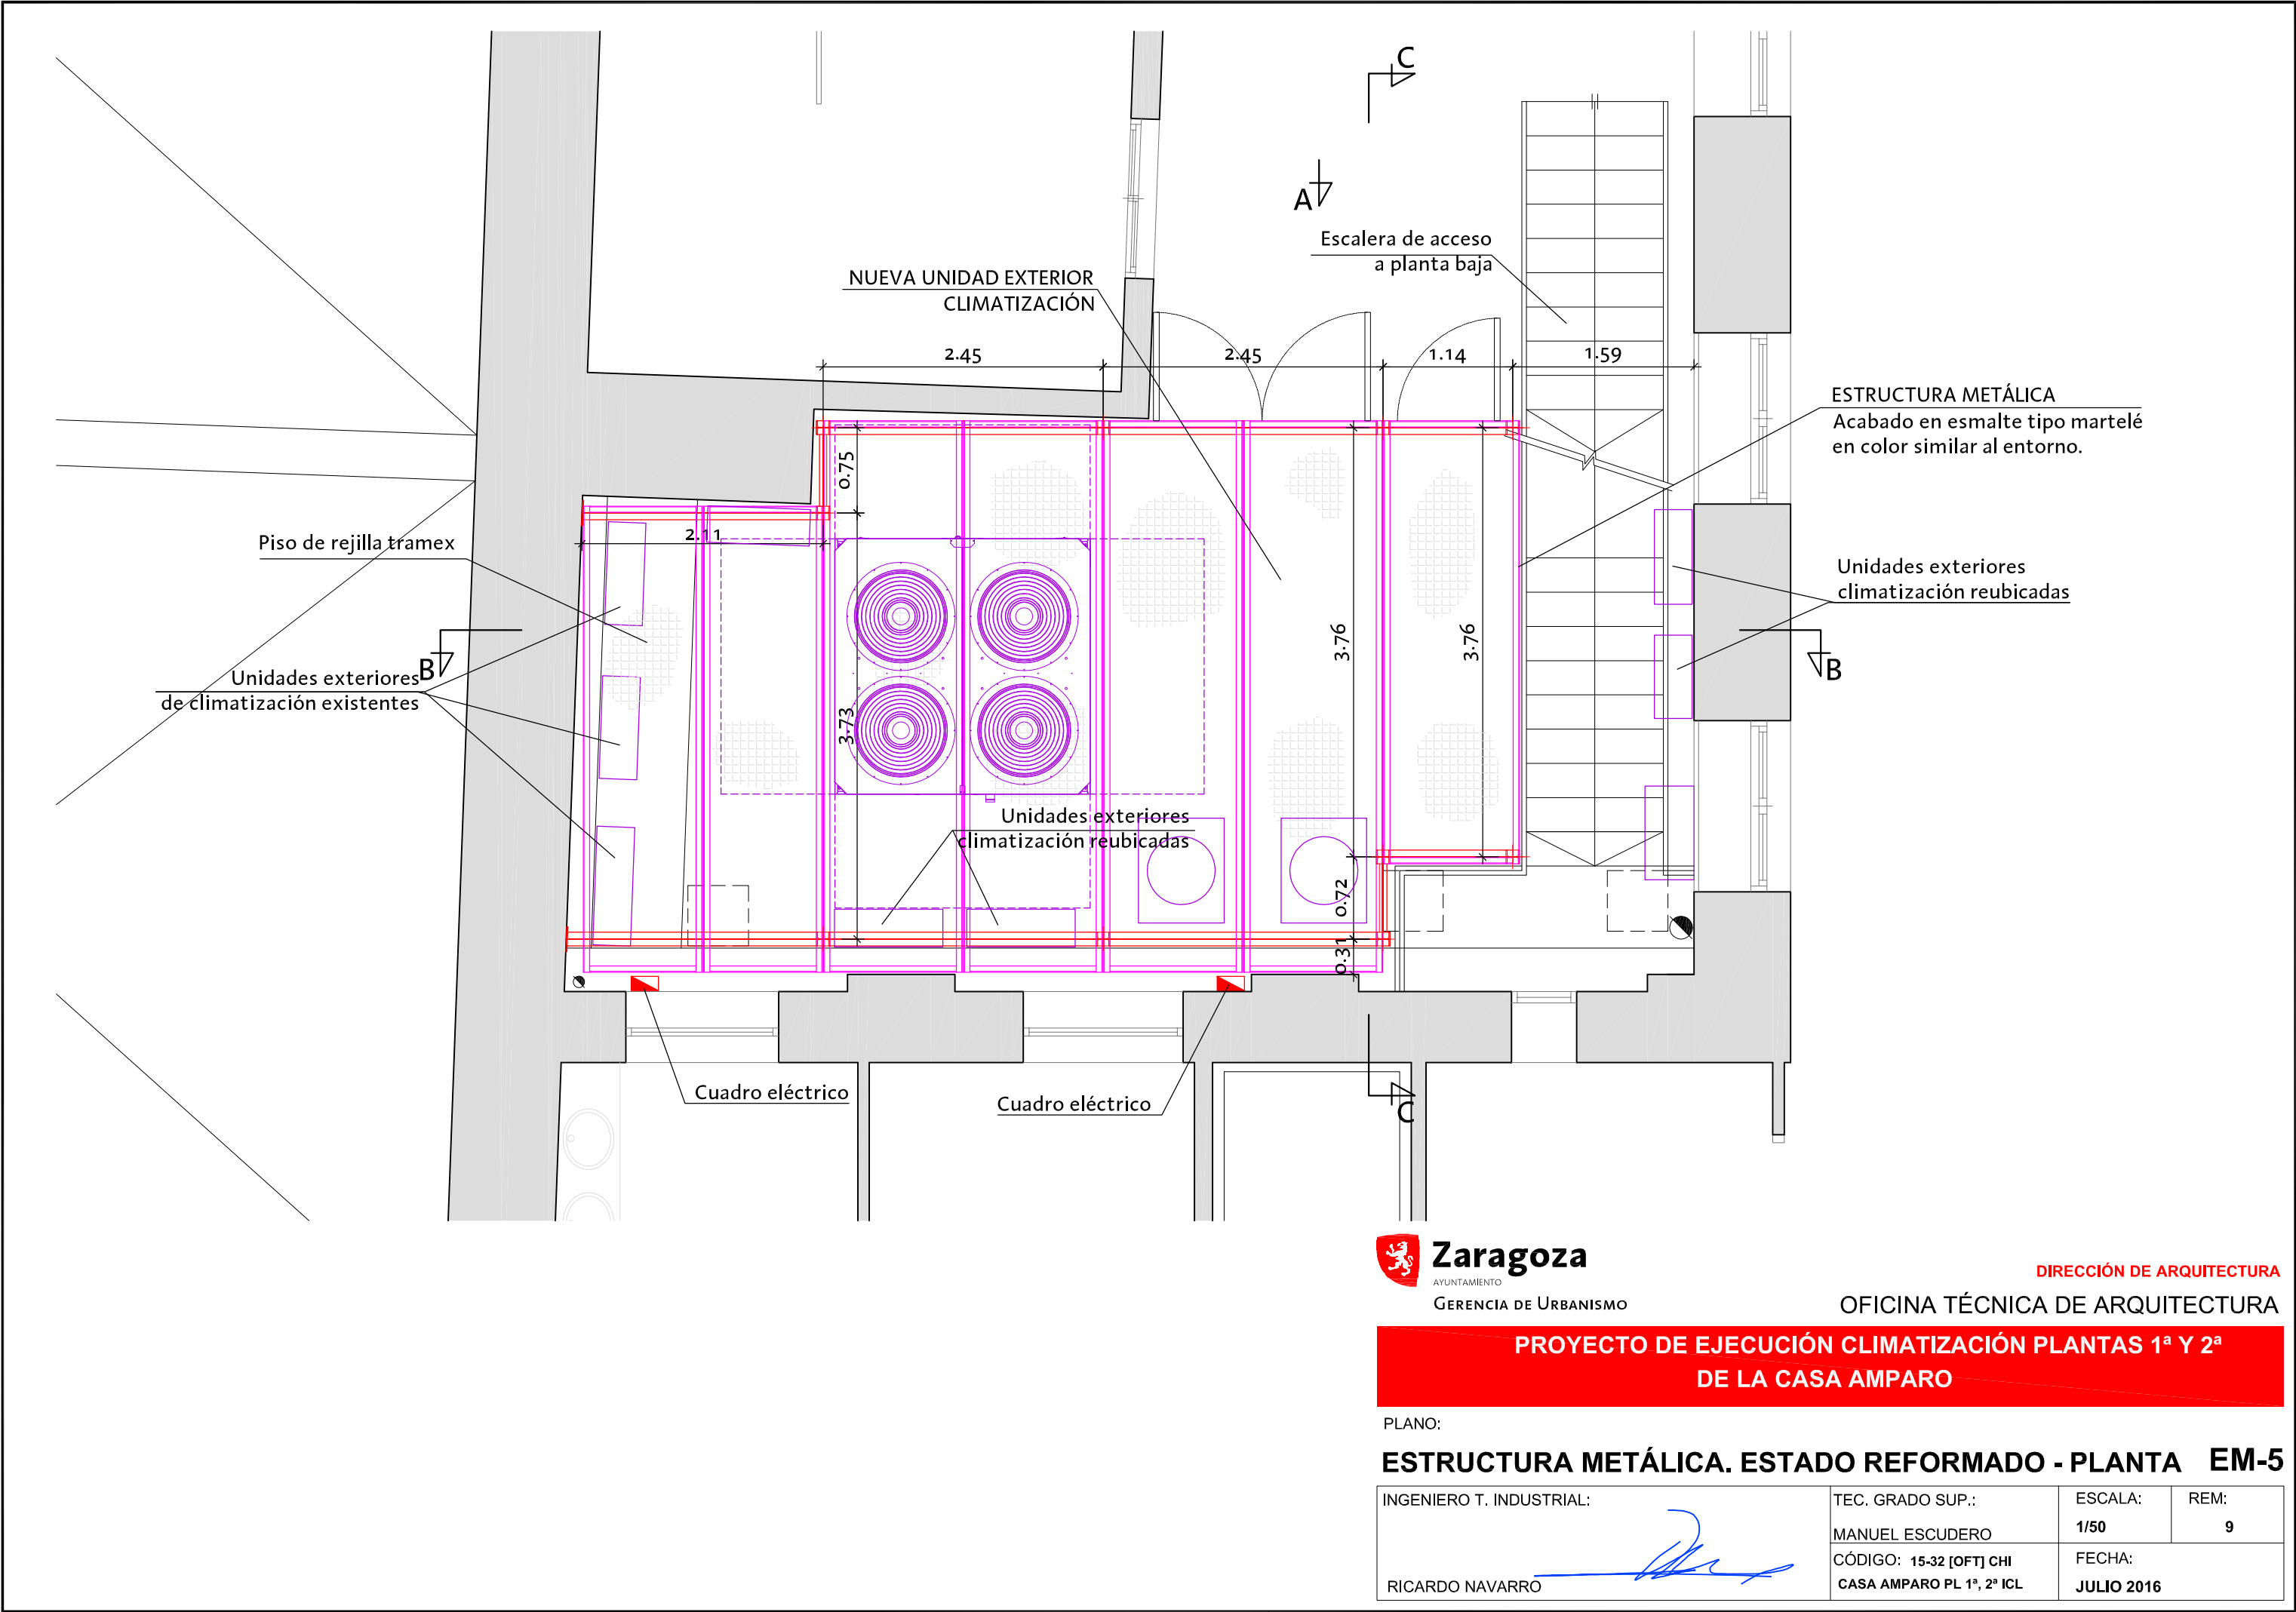 C
A
Escalera de acceso
a planta baja
NUEVA UNIDAD EXTERIOR
CLIMATIZACIÓN
2.45
2.45
1.14
1.59
ESTRUCTURA METÁLICA
Acabado en esmalte tipo martelé
en color similar al entorno.
0.75
2.11
Piso de rejilla tramex
Unidades exteriores
climatización reubicadas
3.76
3.76
B
B
Unidades exteriores
de climatización existentes
3.73
Unidades exteriores
climatización reubicadas
0.72
0.31
Cuadro eléctrico
Cuadro eléctrico
C
Zaragoza
AYUNTAMIENTO
GERENCIA DE URBANISMO
DIRECCIÓN DE ARQUITECTURA
OFICINA TÉCNICA DE ARQUITECTURA
PROYECTO DE EJECUCIÓN CLIMATIZACIÓN PLANTAS 1ª Y 2ª
DE LA CASA AMPARO
PLANO:
ESTRUCTURA METÁLICA. ESTADO REFORMADO - PLANTA EM-5
INGENIERO T. INDUSTRIAL:
RICARDO NAVARRO
TEC. GRADO SUP.:
MANUEL ESCUDERO
ESCALA:
1/50
REM:
9
CÓDIGO: 15-32 [OFT] CHI
CASA AMPARO PL 1ª, 2ª ICL
FECHA:
JULIO 2016